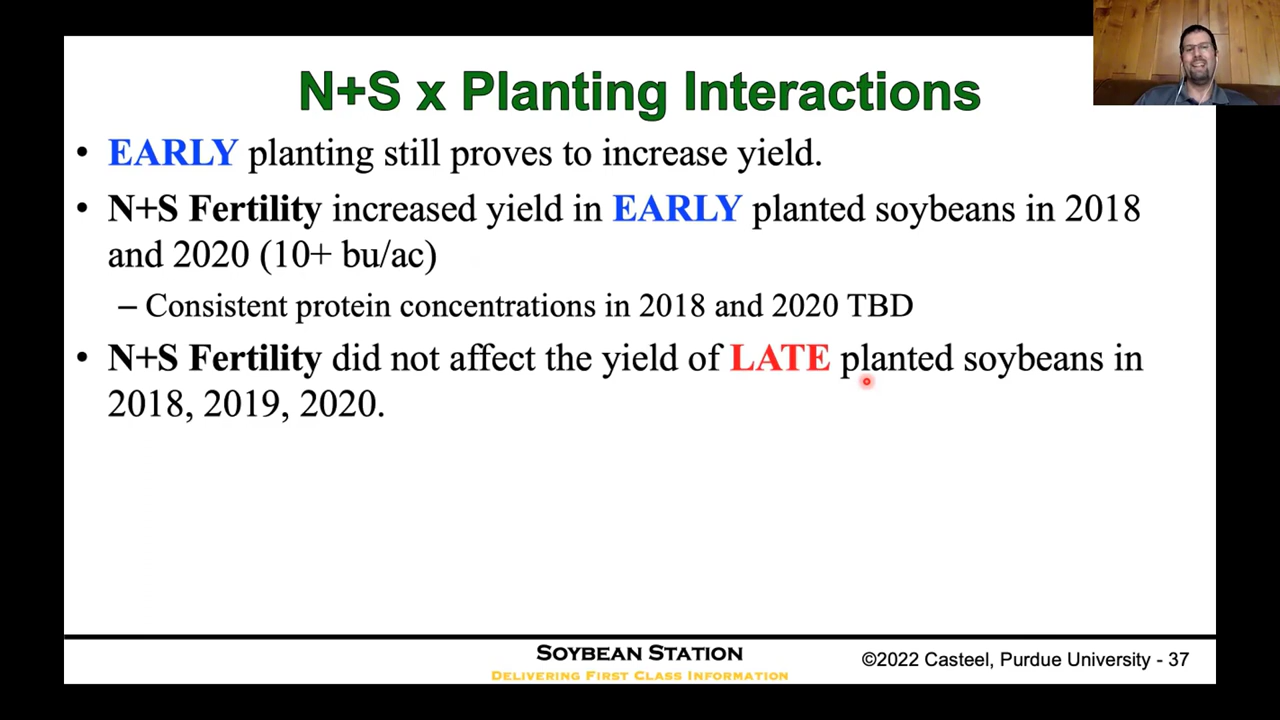 N+S x Planting Interactions
• EARLY planting still proves to increase yield.
• N+S Fertility increased yield in EARLY planted soybeans in 2018
and 2020 (10+ bu/ac)
– Consistent protein concentrations in 2018 and 2020 TBD
• N+S Fertility did not affect the yield of LATE planted soybeans in
2018, 2019, 2020.
SOYBEAN STATION
DELIVERING FIRST CLASS INFORMATION
©2022 Casteel, Purdue University - 37